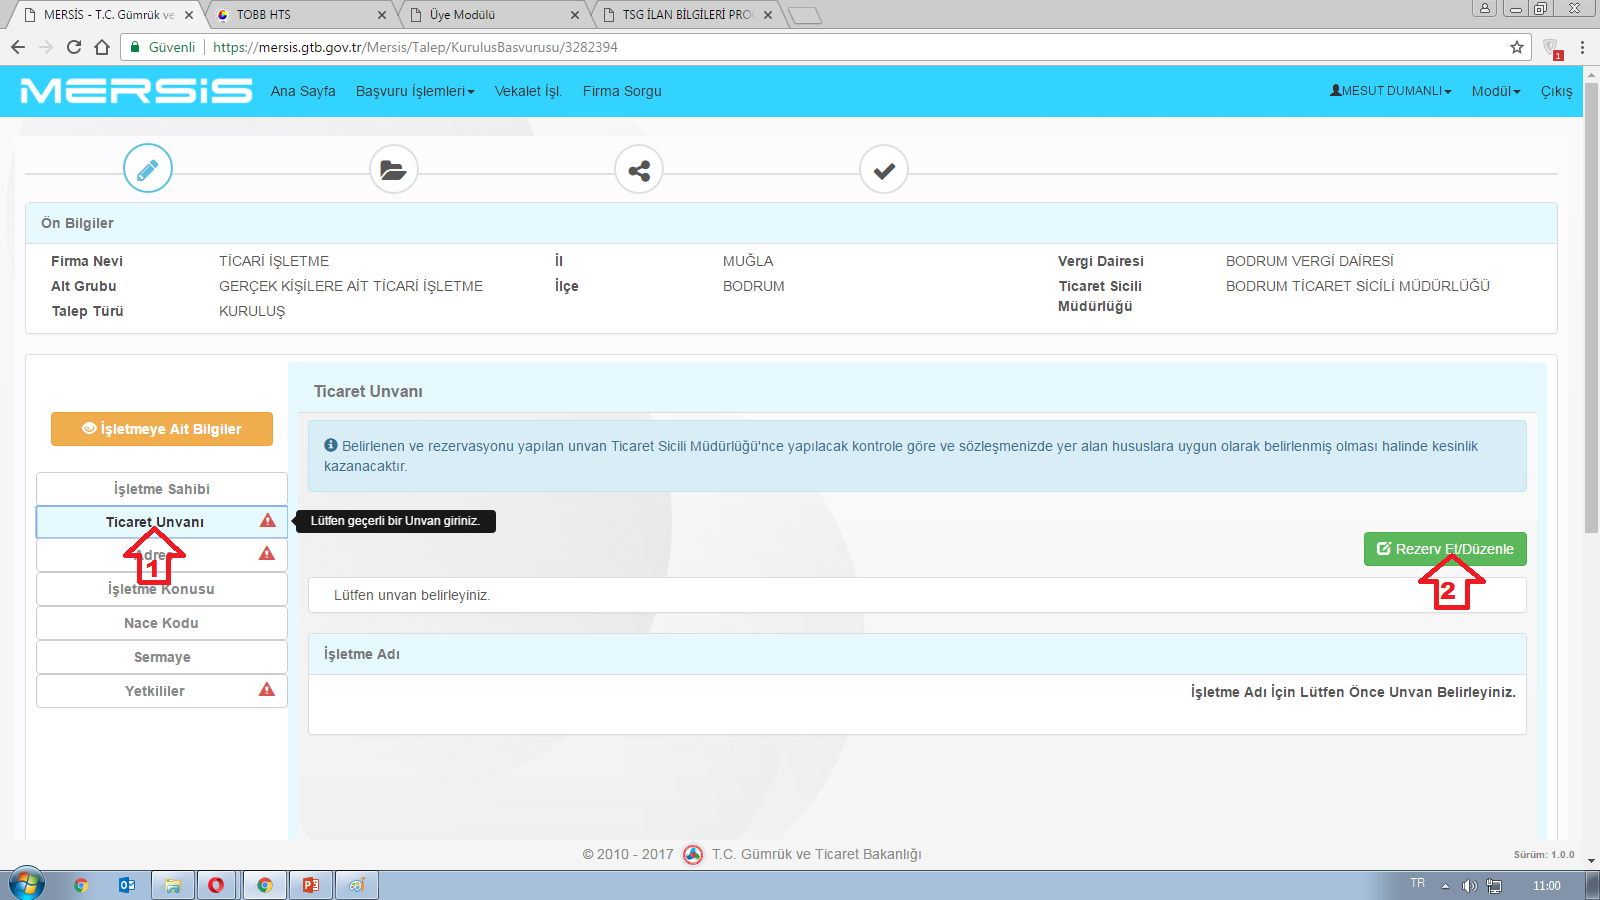 MERSİS - T.C. Gümrük ve
TOBB HTS
Üye Modülü
TSG İLAN BİLGİLERİ PRO
Güvenli
https://mersis.gtb.gov.tr/Mersis/Talep/KurulusBasvurusu/3282394
1
MERSiS
Ana Sayfa
Başvuru İşlemleri
Vekalet İşl.
Firma Sorgu
MESUT DUMANLI
Modül
Çıkış
Ön Bilgiler
Firma Nevi TİCARİ İŞLETME İl MUĞLA Vergi Dairesi BODRUM VERGİ DAİRESİ
Alt Grubu GERÇEK KİŞİLERE AİT TİCARİ İŞLETME İlçe BODRUM Ticaret Sicili BODRUM TİCARET SİCİLİ MÜDÜRLÜĞÜ
Müdürlüğü
Talep Türü KURULUŞ
Ticaret Unvanı
İşletmeye Ait Bilgiler
Belirlenen ve rezervasyonu yapılan unvan Ticaret Sicili Müdürlüğü'nce yapılacak kontrole göre ve sözleşmenizde yer alan hususlara uygun olarak belirlenmiş olması halinde kesinlik
kazanacaktır.
İşletme Sahibi
Ticaret Unvanı
Lütfen geçerli bir Unvan giriniz.
1
İşletme Konusu
Nace Kodu
Sermaye
Yetkililer
Rezerv Et/Düzenle
2
Lütfen unvan belirleyiniz.
İşletme Adı
İşletme Adı İçin Lütfen Önce Unvan Belirleyiniz.
© 2010 - 2017 T.C. Gümrük ve Ticaret Bakanlığı
Sürüm: 1.0.0
TR
11:00